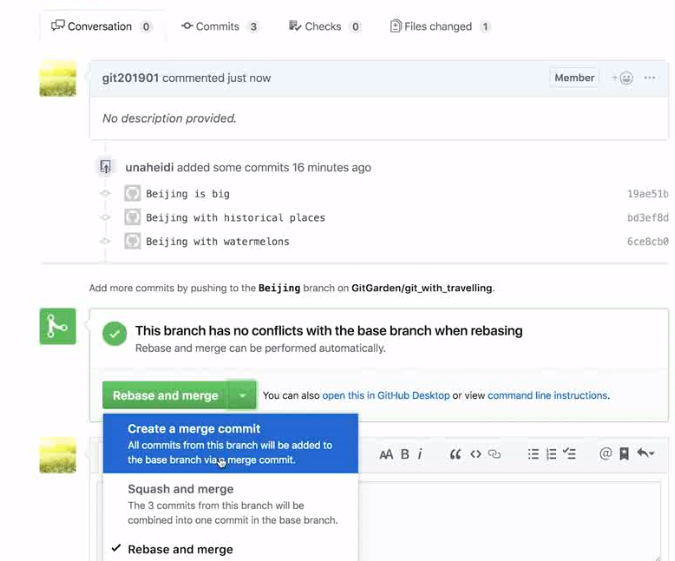 Conversation 0 Commits 3 Checks 0 Files changed 1
git201901 commented just now Member
No description provided.
unaheidi added some commits 16 minutes ago
Beijing is big 19ae51b
Beijing with historical places bd3ef8d
Beijing with watermelons 6ce8cb0
Add more commits by pushing to the Beijing branch on GitGarden/git_with_travelling.
This branch has no conflicts with the base branch when rebasing
Rebase and merge can be performed automatically.
Rebase and merge You can also open this in GitHub Desktop or view command line instructions.
Create a merge commit
All commits from this branch will be added to
the base branch via a merge commit.
AA B i
Squash and merge
The 3 commits from this branch will be
combined into one commit in the base branch.
Rebase and merge